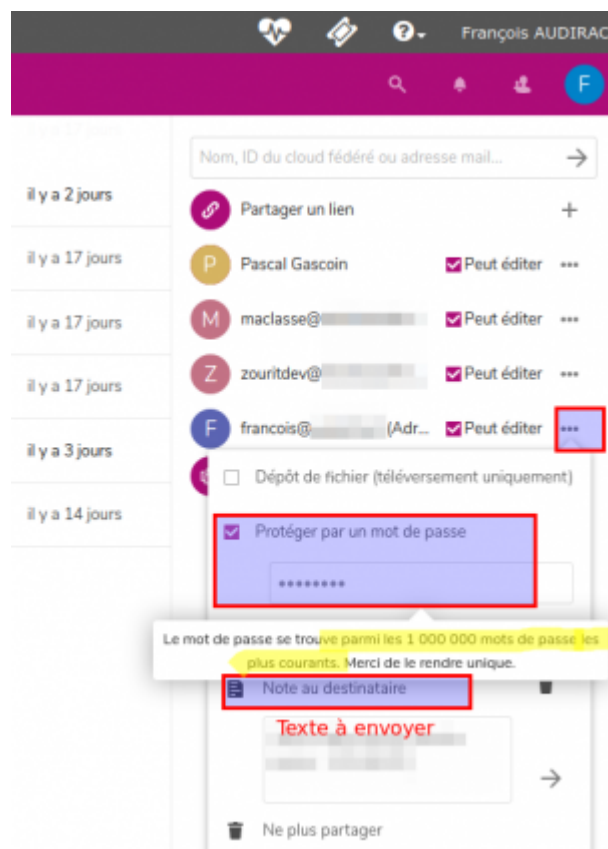 François AUDIRAC
F
Nom, ID du cloud fédéré ou adresse mail...
il y a 2 jours
Partager un lien
il y a 17 jours
P Pascal Gascoin Peut éditer
il y a 17 jours
M maclasse@ Peut éditer
il y a 17 jours
Z zouritdev@ Peut éditer
il y a 3 jours
F francois@ (Adr... Peut éditer
Dépôt de fichier (téléversement uniquement)
il y a 14 jours
Protéger par un mot de passe
••••••••
Le mot de passe se trouve parmi les 1 000 000 mots de passe les
plus courants. Merci de le rendre unique.
Note au destinataire
Texte à envoyer
Ne plus partager